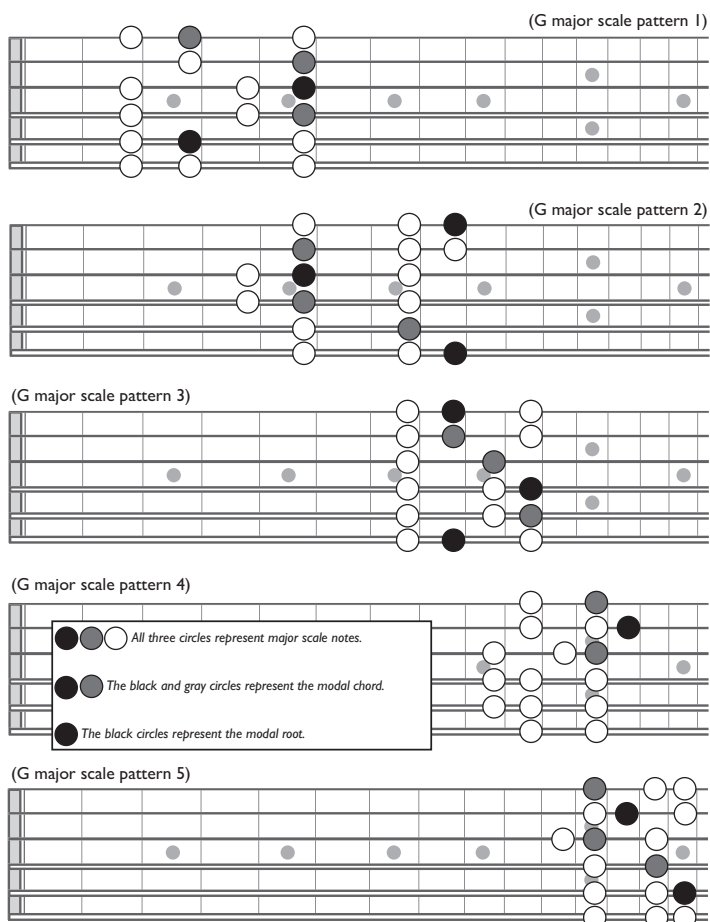 (G major scale pattern 1)
(G major scale pattern 2)
(G major scale pattern 3)
(G major scale pattern 4)
All three circles represent major scale notes.
The black and gray circles represent the modal chord.
The black circles represent the modal root.
(G major scale pattern 5)